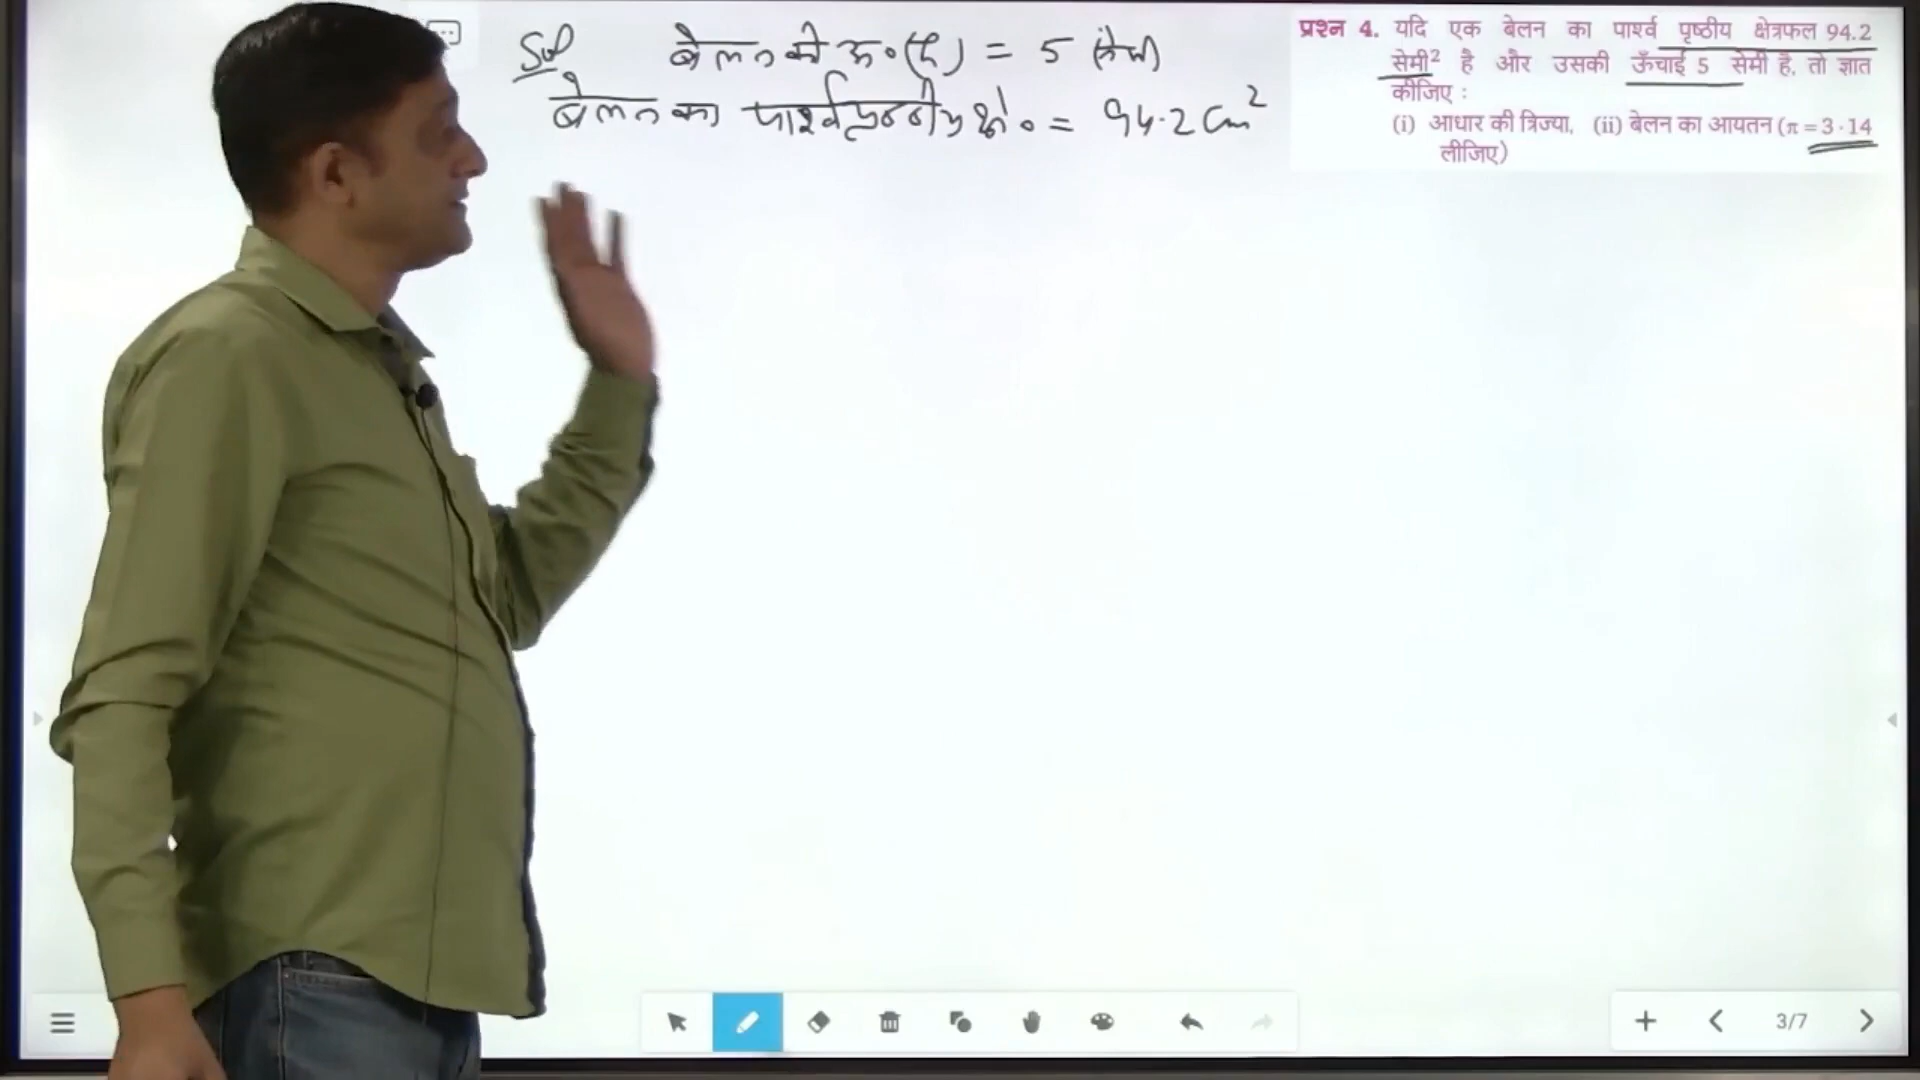 Sol बेलन की ऊ०(h) = 5 सेमी
बेलन का पार्श्वपृष्ठीय क्षे० = 94.2 cm²
प्रश्न 4. यदि एक बेलन का पार्श्व पृष्ठीय क्षेत्रफल 94.2
सेमी² है और उसकी ऊँचाई 5 सेमी है, तो ज्ञात
कीजिए :
(i) आधार की त्रिज्या, (ii) बेलन का आयतन (π = 3·14
लीजिए)
3/7